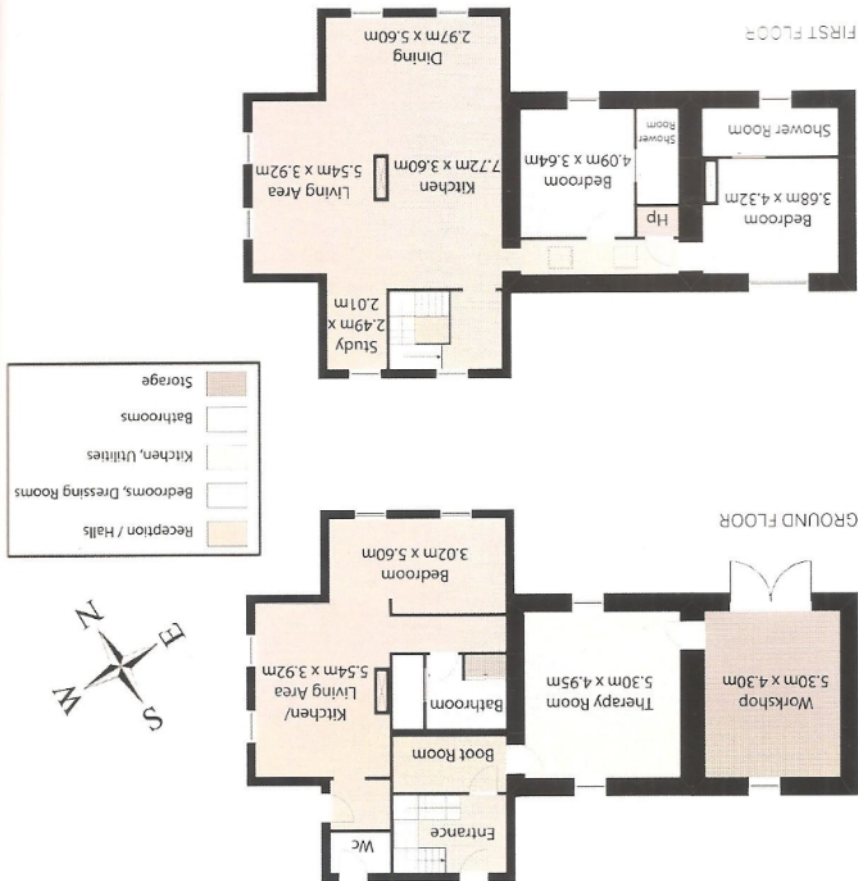 Entrance
Wc
Boot Room
Workshop
5.30m x 4.30m
Therapy Room
5.30m x 4.95m
Bathroom
Kitchen/
Living Area
5.54m x 3.92m
Bedroom
3.02m x 5.60m
GROUND FLOOR
S
W
E
N
Reception / Halls
Bedrooms, Dressing Rooms
Kitchen, Utilities
Bathrooms
Storage
Study
2.49m x
2.01m
Bedroom
3.68m x 4.32m
Hp
Bedroom
4.09m x 3.64m
Kitchen
7.72m x 3.60m
Living Area
5.54m x 3.92m
Shower Room
Shower
Room
Dining
2.97m x 5.60m
FIRST FLOOR